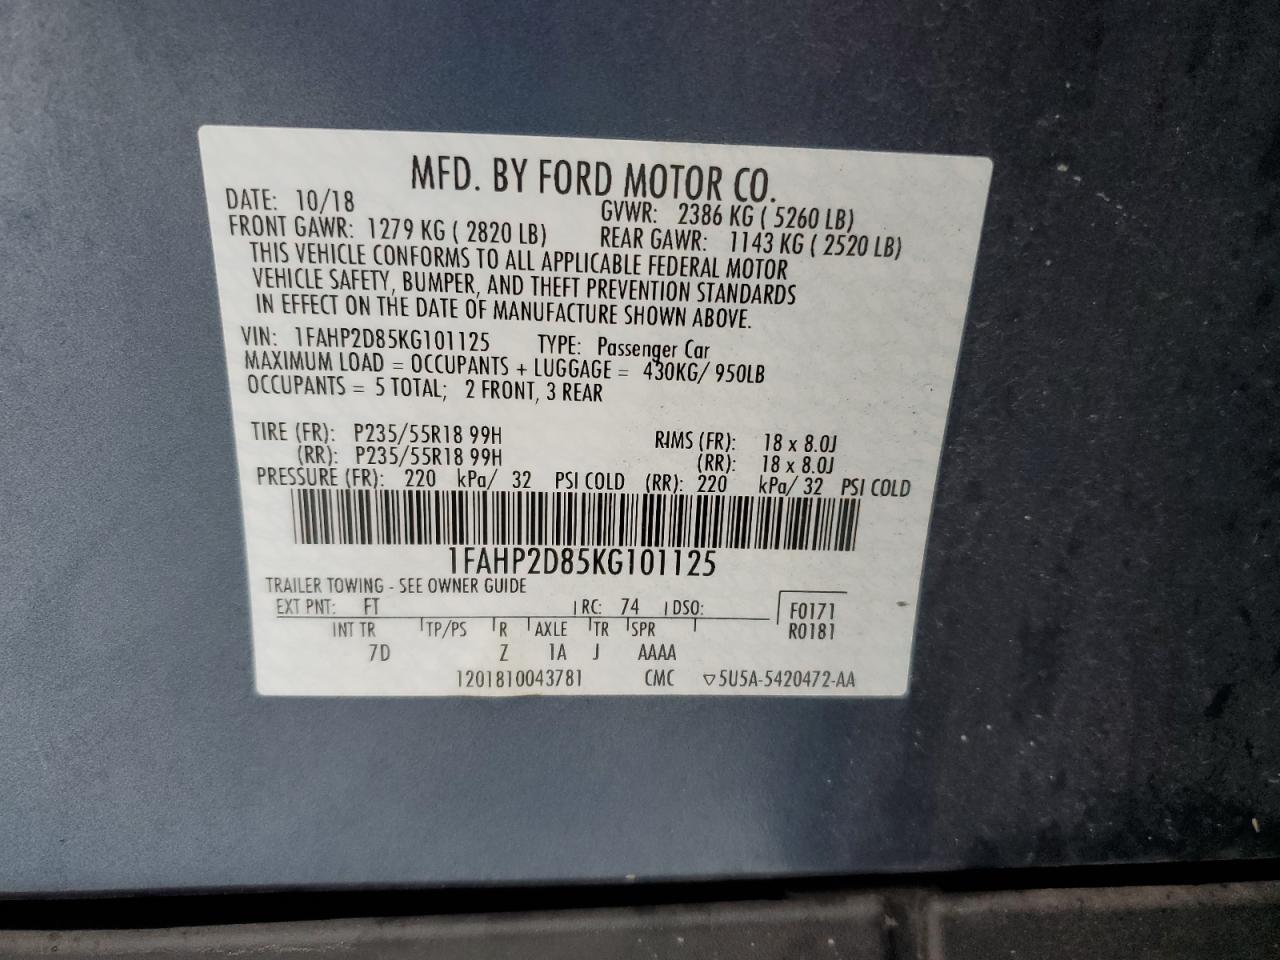 MFD. BY FORD MOTOR CO.
DATE: 10/18 GVWR: 2386 KG ( 5260 LB)
FRONT GAWR: 1279 KG ( 2820 LB) REAR GAWR: 1143 KG ( 2520 LB)
THIS VEHICLE CONFORMS TO ALL APPLICABLE FEDERAL MOTOR
VEHICLE SAFETY, BUMPER, AND THEFT PREVENTION STANDARDS
IN EFFECT ON THE DATE OF MANUFACTURE SHOWN ABOVE.
VIN: 1FAHP2D85KG101125 TYPE: Passenger Car
MAXIMUM LOAD = OCCUPANTS + LUGGAGE = 430KG/ 950LB
OCCUPANTS = 5 TOTAL; 2 FRONT, 3 REAR
TIRE (FR): P235/55R18 99H RIMS (FR): 18 x 8.0J
(RR): P235/55R18 99H (RR): 18 x 8.0J
PRESSURE (FR): 220 kPa/ 32 PSI COLD (RR): 220 kPa/ 32 PSI COLD
1FAHP2D85KG101125
TRAILER TOWING - SEE OWNER GUIDE
EXT PNT: FT RC: 74 DSO: F0171
INT TR TP/PS R AXLE TR SPR R0181
7D Z 1A J AAAA
1201810043781 CMC ▽5U5A-5420472-AA